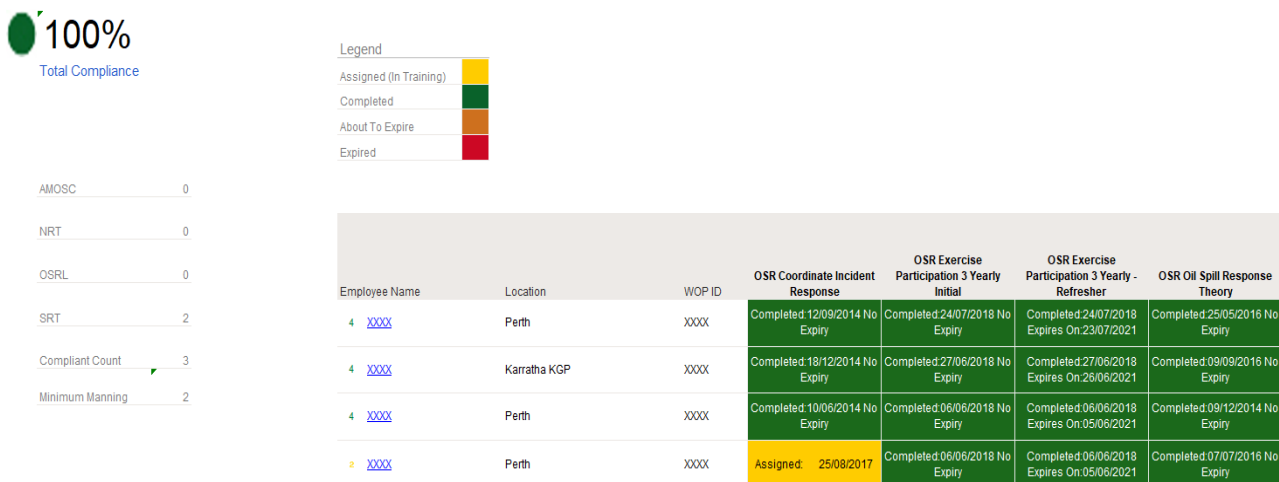 100%
Total Compliance
Legend
Assigned (In Training)
Completed
About To Expire
Expired
AMOSC 0
NRT 0
OSRL 0
SRT 2
Compliant Count 3
Minimum Manning 2
Employee Name Location WOP ID OSR Coordinate Incident Response OSR Exercise Participation 3 Yearly Initial OSR Exercise Participation 3 Yearly - Refresher OSR Oil Spill Response Theory
4 XXXX Perth XXXX Completed:12/09/2014 No Expiry Completed:24/07/2018 No Expiry Completed:24/07/2018 Expires On:23/07/2021 Completed:25/05/2016 No Expiry
4 XXXX Karratha KGP XXXX Completed:18/12/2014 No Expiry Completed:27/06/2018 No Expiry Completed:27/06/2018 Expires On:26/06/2021 Completed:09/09/2016 No Expiry
4 XXXX Perth XXXX Completed:10/06/2014 No Expiry Completed:06/06/2018 No Expiry Completed:06/06/2018 Expires On:05/06/2021 Completed:09/12/2014 No Expiry
2 XXXX Perth XXXX Assigned: 25/08/2017 Completed:06/06/2018 No Expiry Completed:06/06/2018 Expires On:05/06/2021 Completed:07/07/2016 No Expiry